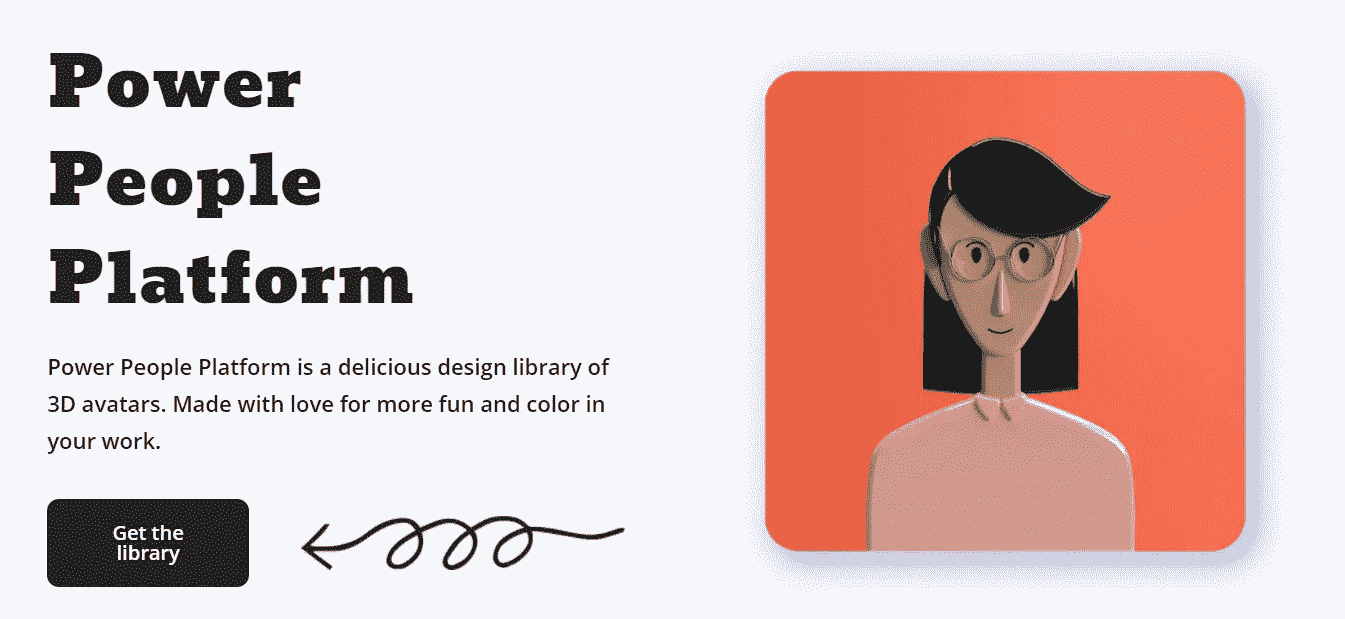 Power
People
Platform
Power People Platform is a delicious design library of
3D avatars. Made with love for more fun and color in
your work.
Get the
library